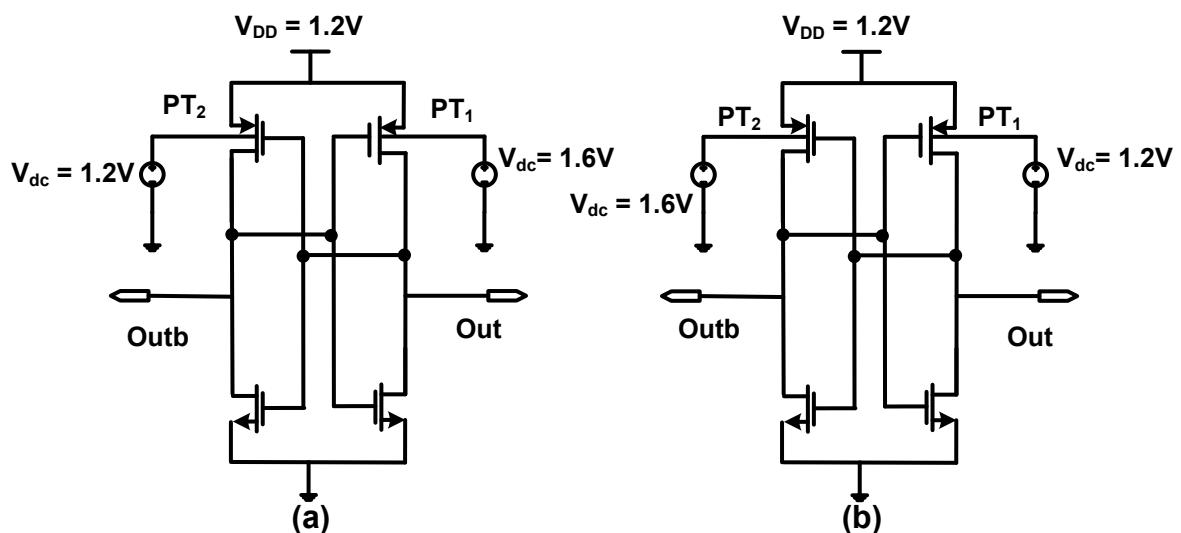 V_DD = 1.2V
PT_2
PT_1
V_dc = 1.2V
V_dc= 1.6V
Outb
Out
(a)
V_DD = 1.2V
PT_2
PT_1
V_dc = 1.6V
V_dc= 1.2V
Outb
Out
(b)